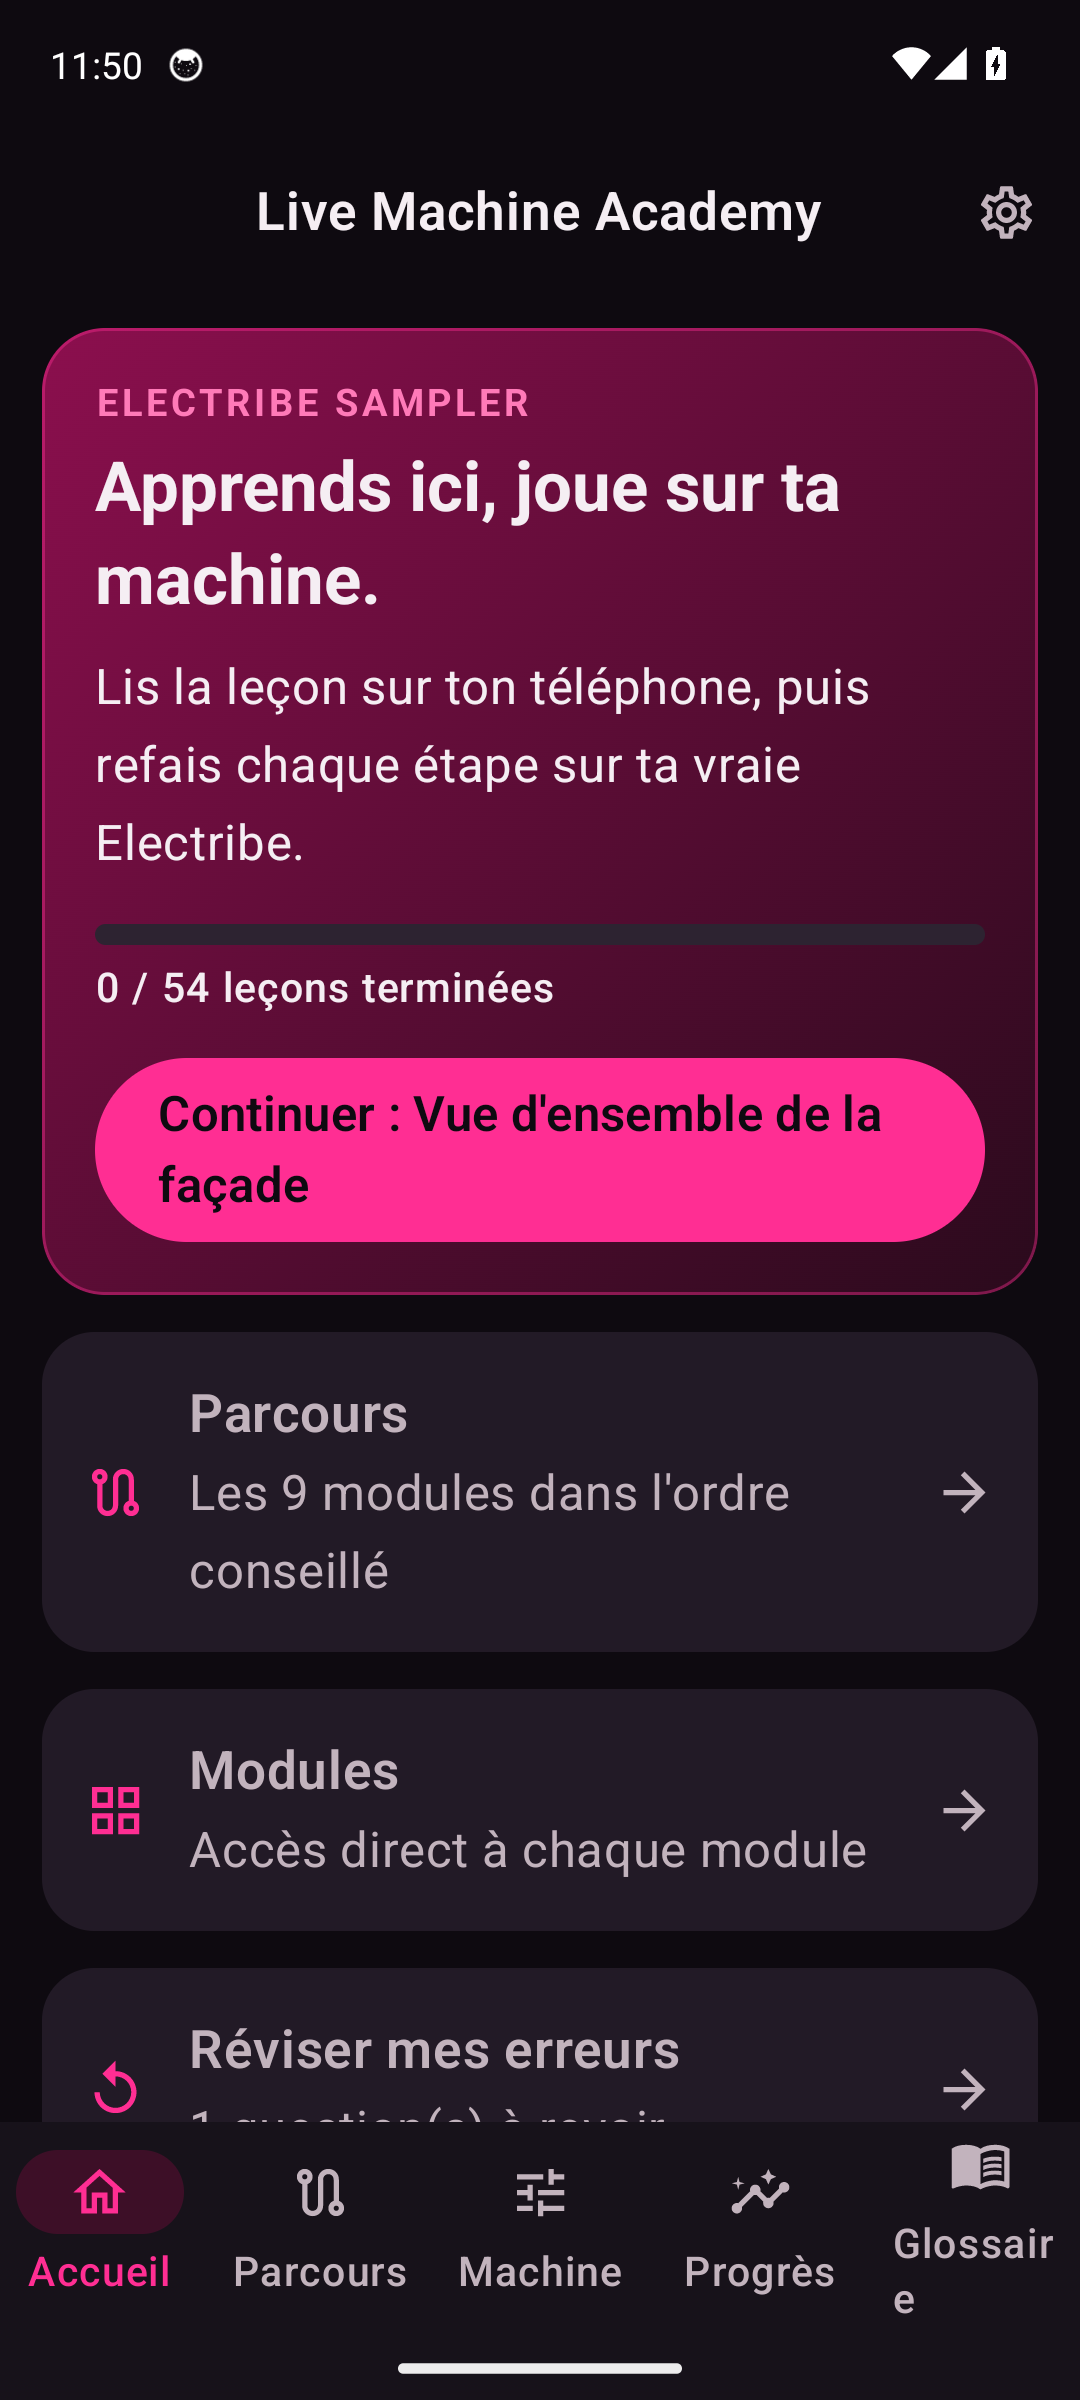 11:50
Live Machine Academy
ELECTRIBE SAMPLER
Apprends ici, joue sur ta
machine.
Lis la leçon sur ton téléphone, puis
refais chaque étape sur ta vraie
Electribe.
0 / 54 leçons terminées
Continuer : Vue d'ensemble de la
façade
Parcours
Les 9 modules dans l'ordre
conseillé
Modules
Accès direct à chaque module
Réviser mes erreurs
1 question(s) à revoir
Accueil
Parcours
Machine
Progrès
Glossair
e